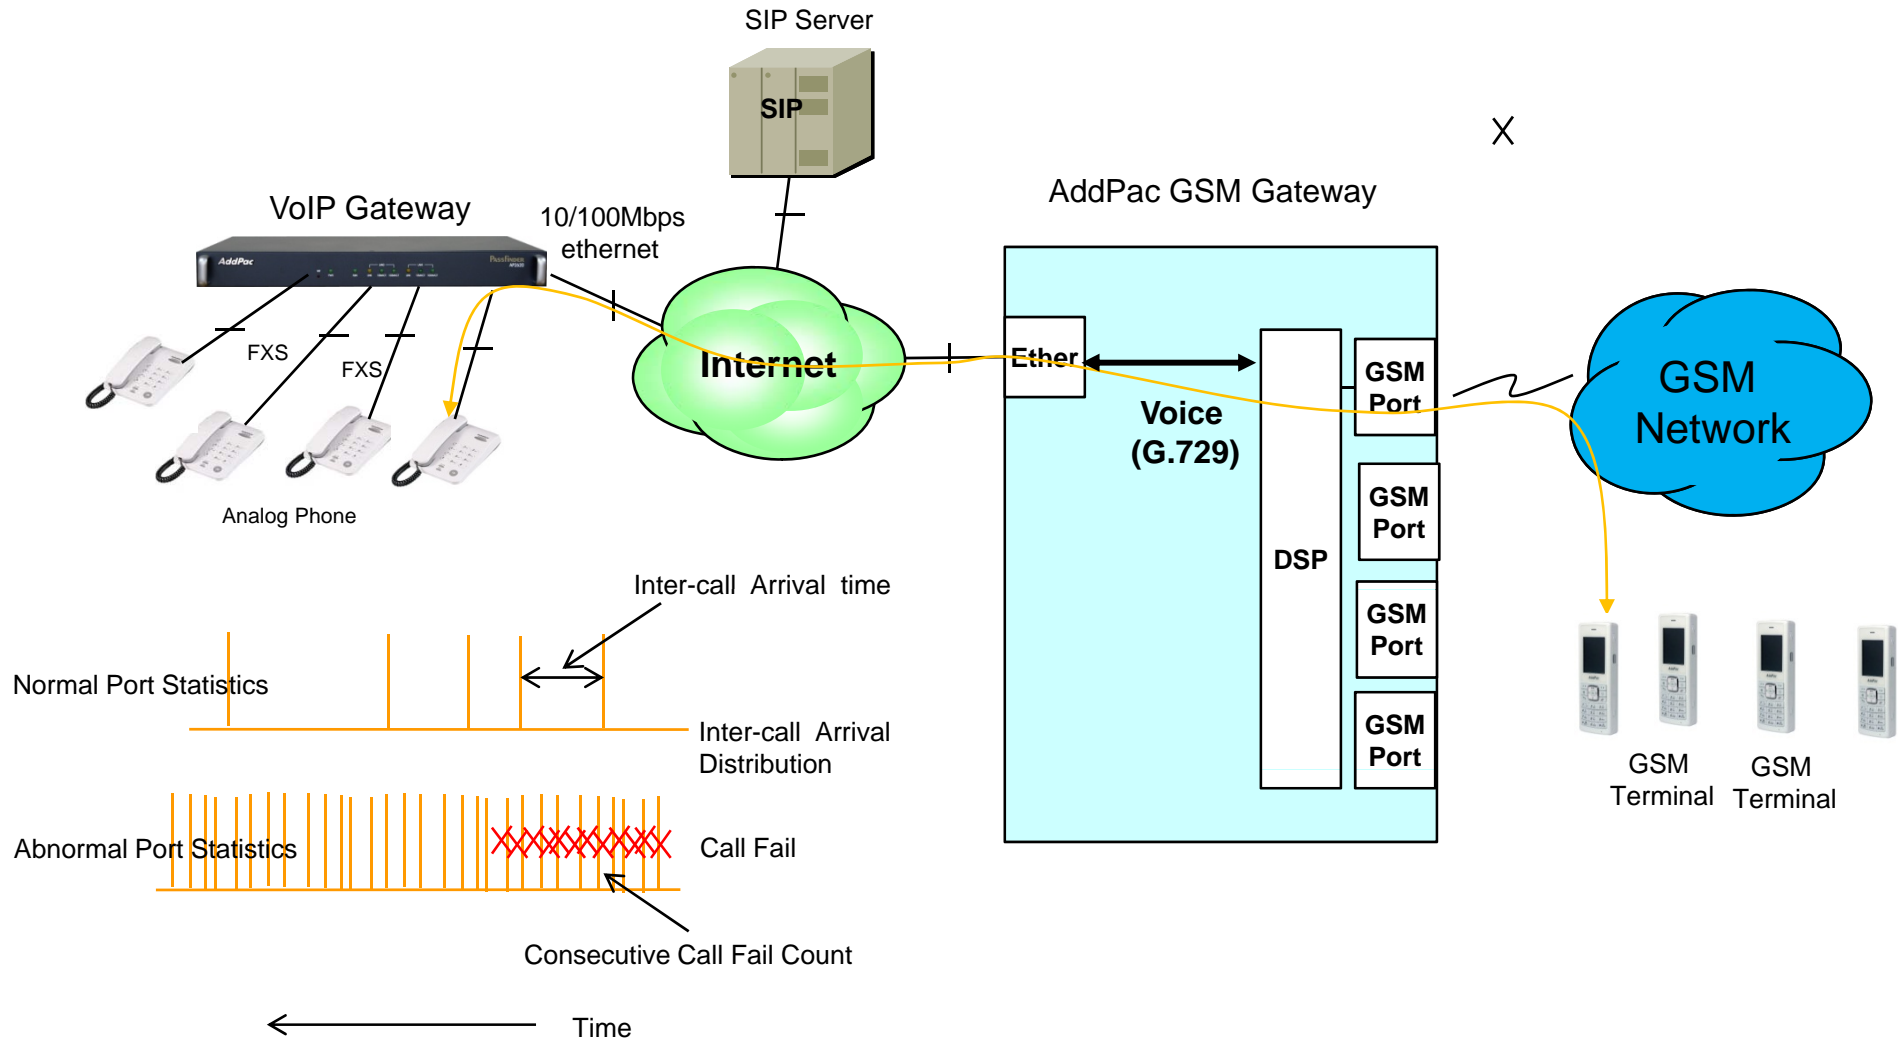 SIP Server
SIP
VoIP Gateway
10/100Mbps
ethernet
AddPac GSM Gateway
AddPac
FXS
FXS
Analog Phone
Internet
Ether
Voice
(G.729)
DSP
GSM
Port
GSM
Port
GSM
Port
GSM
Port
GSM
Network
GSM
Terminal
GSM
Terminal
Inter-call Arrival time
Normal Port Statistics
Inter-call Arrival
Distribution
Abnormal Port Statistics
Call Fail
Consecutive Call Fail Count
Time